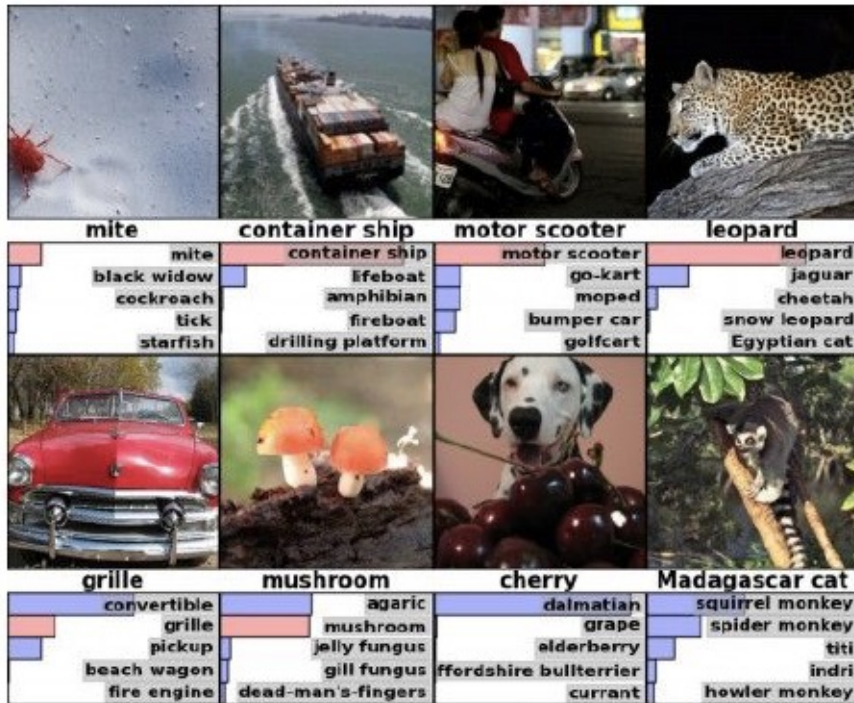 mite
container ship
motor scooter
leopard
mite
black widow
cockroach
tick
starfish
container ship
lifeboat
amphibian
fireboat
drilling platform
motor scooter
go-kart
moped
bumper car
golfcart
leopard
jaguar
cheetah
snow leopard
Egyptian cat
grille
mushroom
cherry
Madagascar cat
convertible
grille
pickup
beach wagon
fire engine
agaric
mushroom
jelly fungus
gill fungus
dead-man's-fingers
dalmatian
grape
elderberry
ffordshire bullterrier
currant
squirrel monkey
spider monkey
titi
indri
howler monkey